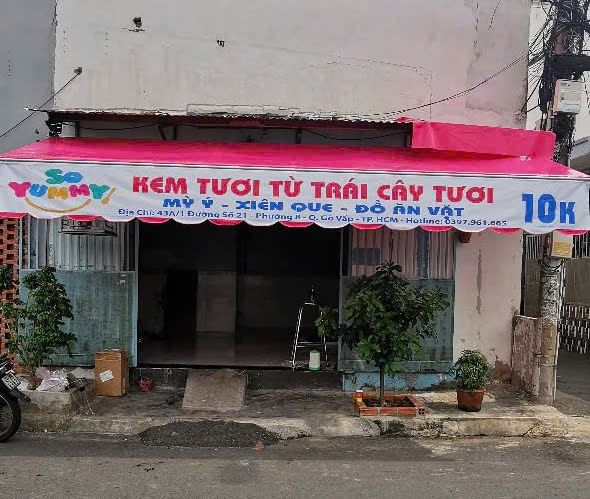 So
YUMMY!
KEM TƯƠI TỪ TRÁI CÂY TƯƠI
MỲ Ý - XIÊN QUE - ĐỒ ĂN VẶT
10K
Địa Chỉ: 43A/1 Đường Số 21 - Phường 8 - Q. Gò Vấp - TP. HCM - Hotline: 0397.961.665